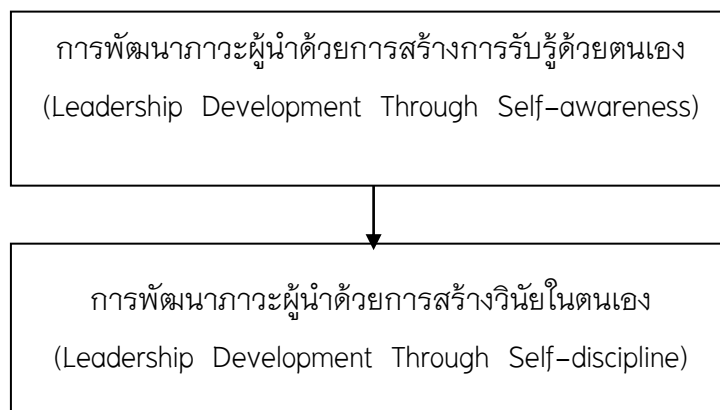 การพัฒนาภาวะผู้นำด้วยการสร้างการรับรู้ด้วยตนเอง
(Leadership Development Through Self-awareness)
การพัฒนาภาวะผู้นำด้วยการสร้างวินัยในตนเอง
(Leadership Development Through Self-discipline)